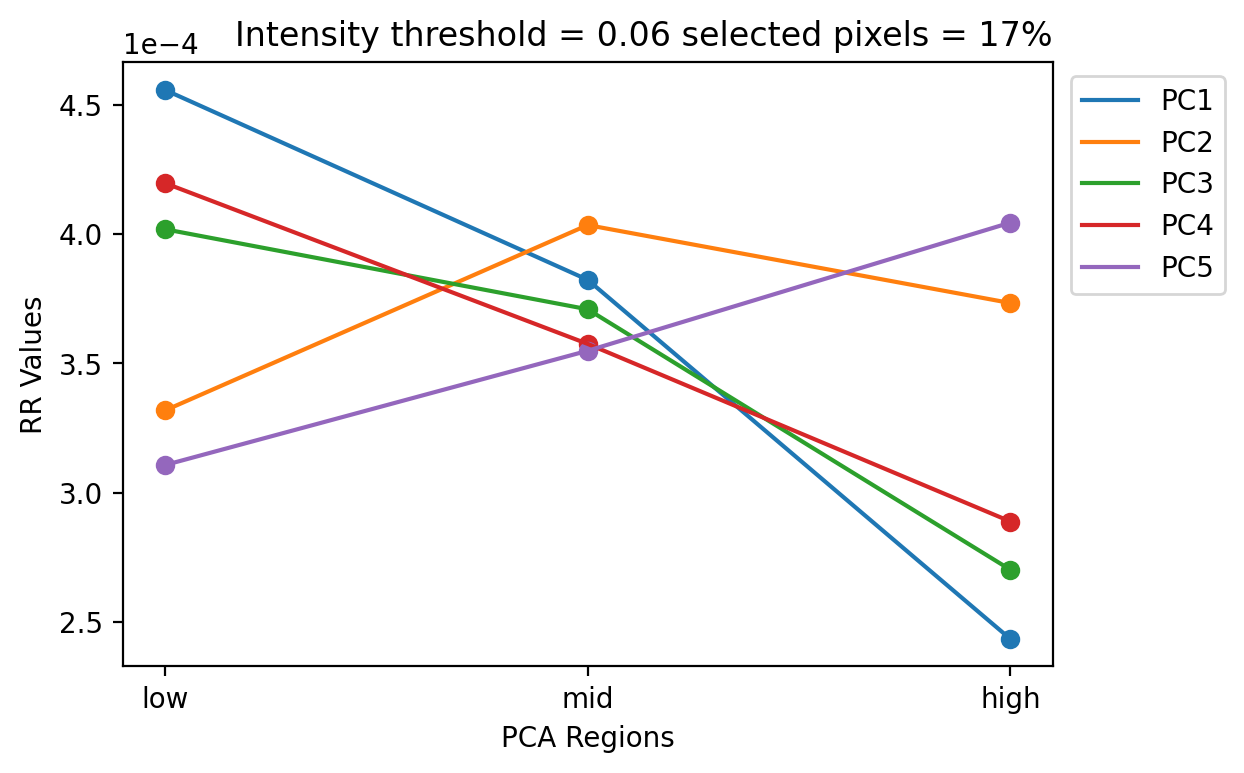 Intensity threshold = 0.06 selected pixels = 17%
1e−4
4.5
4.0
3.5
3.0
2.5
RR Values
low
mid
high
PCA Regions
PC1
PC2
PC3
PC4
PC5